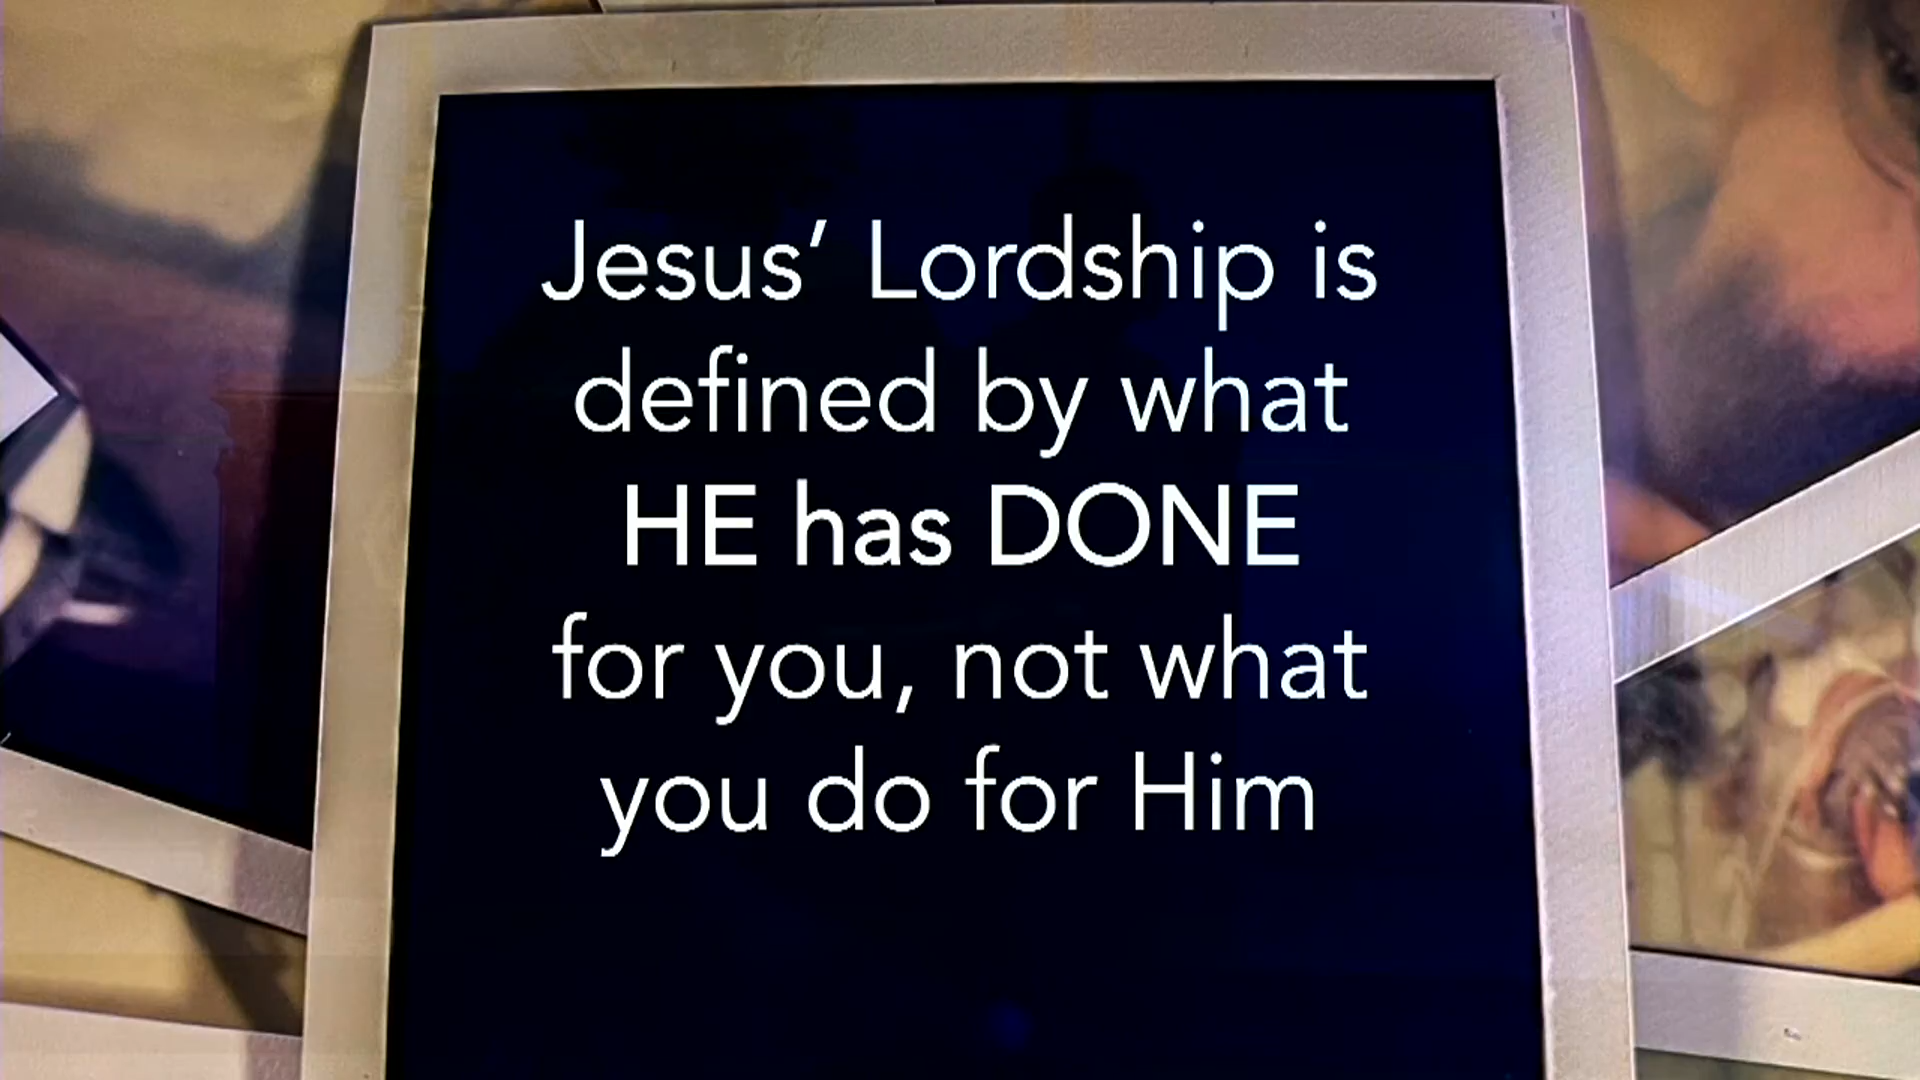 Jesus’ Lordship is
defined by what
HE has DONE
for you, not what
you do for Him